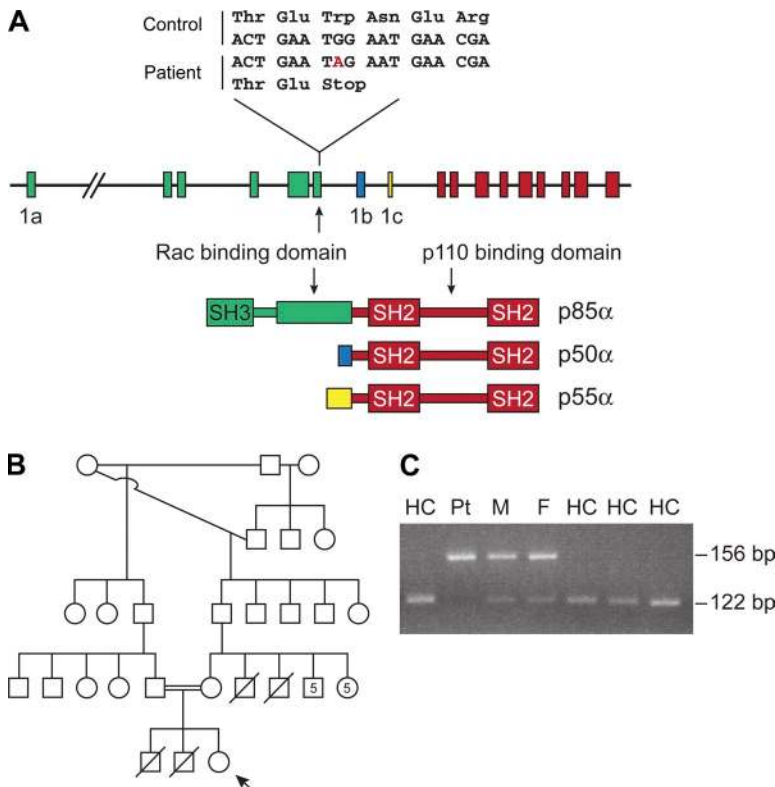 A
Thr Glu Trp Asn Glu Arg
Control
ACT GAA TGG AAT GAA CGA
ACT GAA TAG AAT GAA CGA
Patient
Thr Glu Stop
1a
1b
1c
Rac binding domain
p110 binding domain
SH3
SH2
SH2
p85α
SH2
SH2
p50α
SH2
SH2
p55α
B
5
5
C
HC Pt M F HC HC HC
156 bp
122 bp